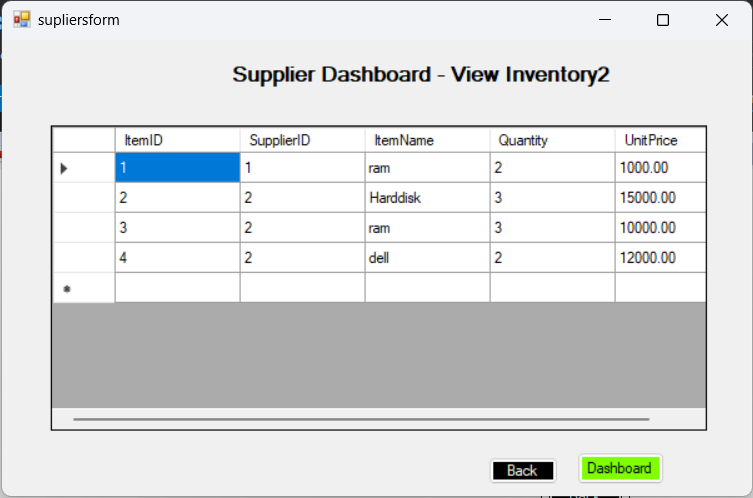 supliersform
Supplier Dashboard - View Inventory2
ItemID SupplierID ItemName Quantity UnitPrice
1 1 ram 2 1000.00
2 2 Harddisk 3 15000.00
3 2 ram 3 10000.00
4 2 dell 2 12000.00
Back Dashboard